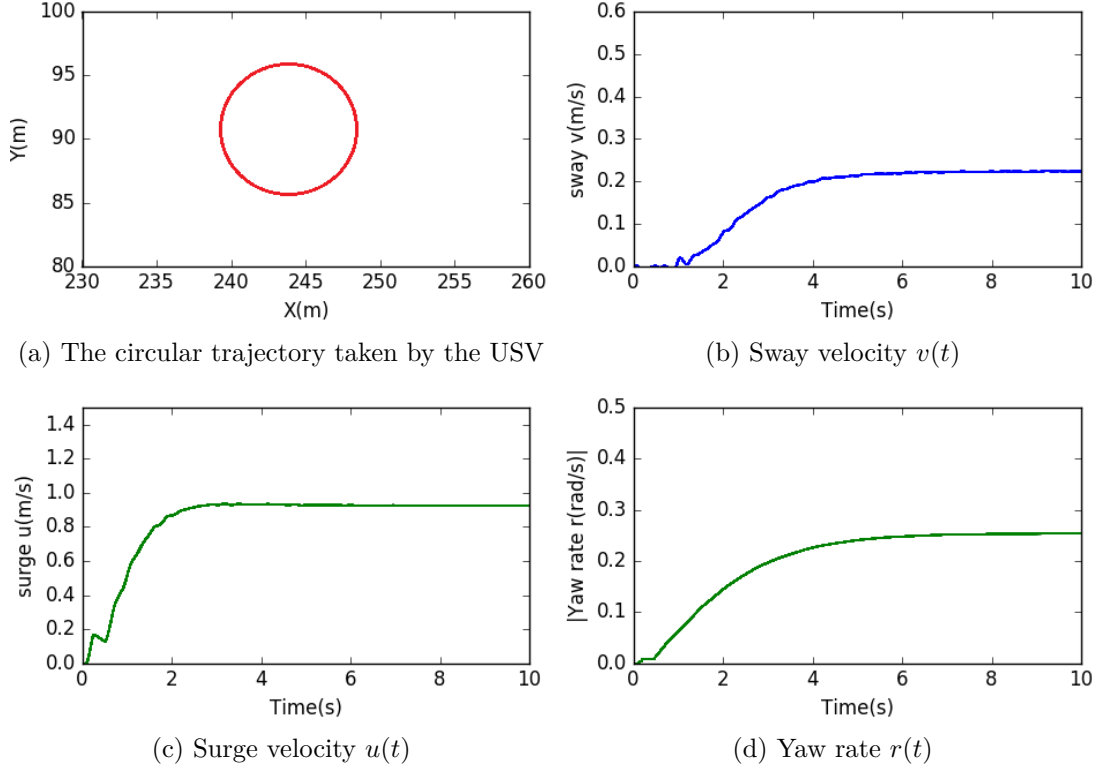 100
95
90
85
80
Y(m)
230 235 240 245 250 255 260
X(m)
(a) The circular trajectory taken by the USV
0.6
0.5
0.4
0.3
0.2
0.1
0.0
sway v(m/s)
0 2 4 6 8 10
Time(s)
(b) Sway velocity v(t)
1.4
1.2
1.0
0.8
0.6
0.4
0.2
0.0
surge u(m/s)
0 2 4 6 8 10
Time(s)
(c) Surge velocity u(t)
0.5
0.4
0.3
0.2
0.1
0.0
|Yaw rate r(rad/s)|
0 2 4 6 8 10
Time(s)
(d) Yaw rate r(t)